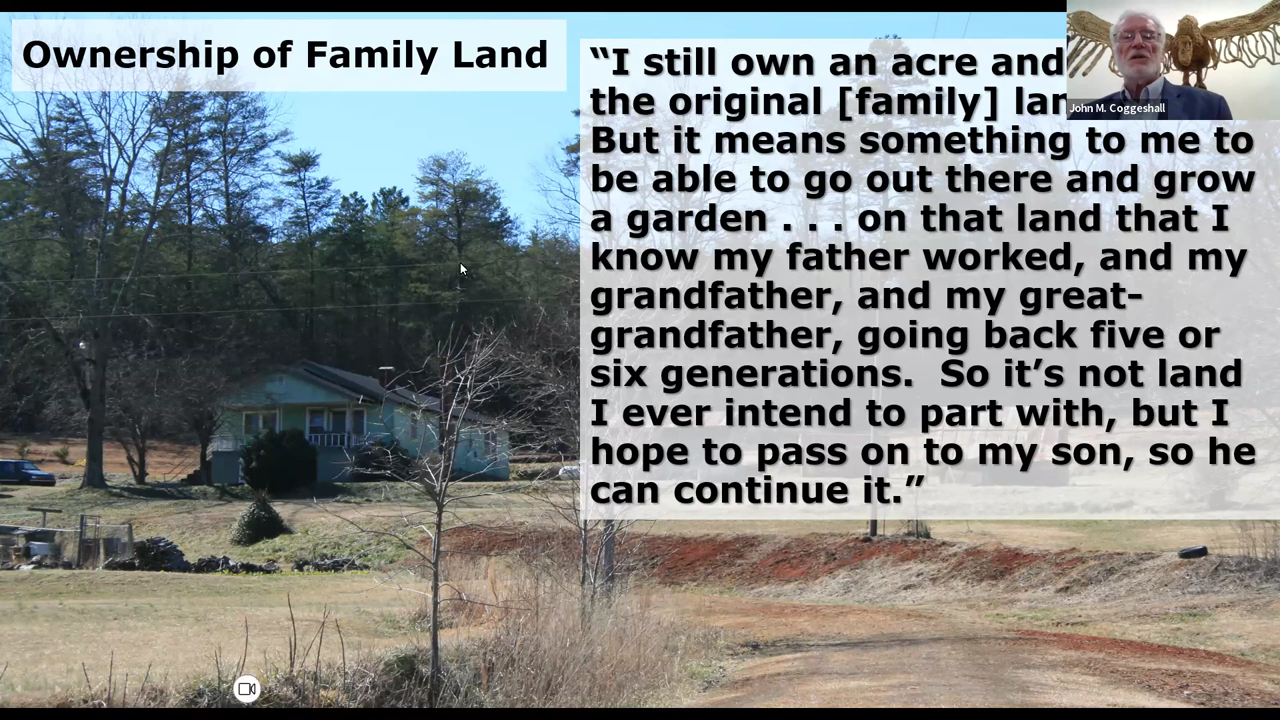 Ownership of Family Land
“I still own an acre and
the original [family]
But it means something to me to
be able to go out there and grow
a garden . . . on that land that I
know my father worked, and my
grandfather, and my great-
grandfather, going back five or
six generations.  So it’s not land
I ever intend to part with, but I
hope to pass on to my son, so he
can continue it.”
John M. Coggeshall